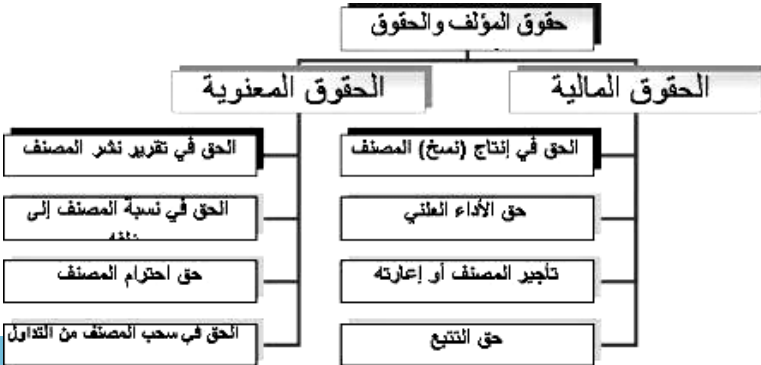 حقوق المؤلف والحقوق
الحقوق المالية
الحقوق المعنوية
الحق في إنتاج (نسخ) المصنف
حق الأداء العلني
تأجير المصنف أو إعارته
حق التتبع
الحق في تقرير نشر المصنف
الحق في نسبة المصنف إلى
حق احترام المصنف
الحق في سحب المصنف من التداول